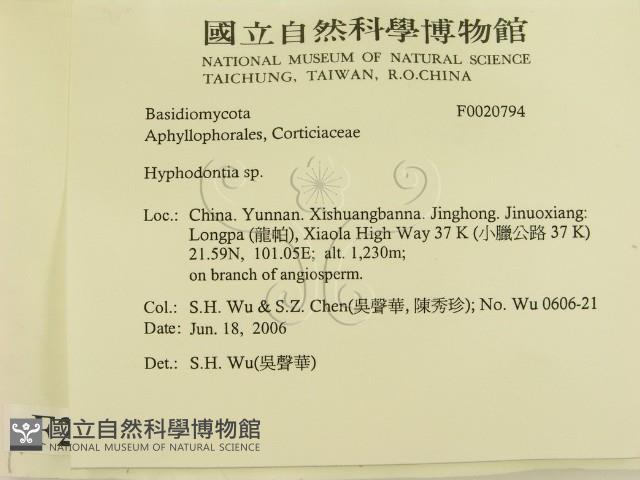 國立自然科學博物館
NATIONAL MUSEUM OF NATURAL SCIENCE
TAICHUNG, TAIWAN, R.O.CHINA
Basidiomycota F0020794
Aphyllophorales, Corticiaceae
Hyphodontia sp.
Loc.: China. Yunnan. Xishuangbanna. Jinghong. Jinuoxiang:
Longpa (龍帕), Xiaola High Way 37 K (小臘公路 37 K)
21.59N, 101.05E; alt. 1,230m;
on branch of angiosperm.
Col.: S.H. Wu & S.Z. Chen(吳聲華, 陳秀珍); No. Wu 0606-21
Date: Jun. 18, 2006
Det.: S.H. Wu(吳聲華)
國立自然科學博物館
NATIONAL MUSEUM OF NATURAL SCIENCE